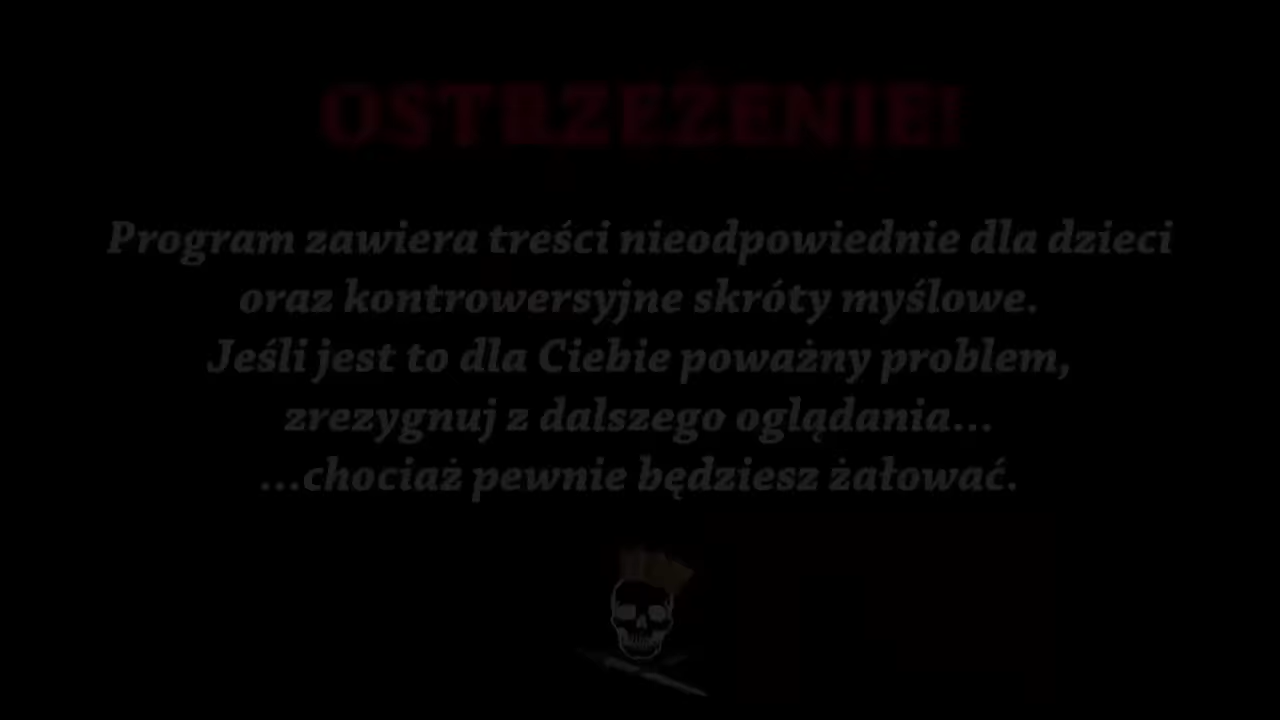 OSTRZEŻENIE!
Program zawiera treści nieodpowiednie dla dzieci
oraz kontrowersyjne skróty myślowe.
Jeśli jest to dla Ciebie poważny problem,
zrezygnuj z dalszego oglądania...
...chociaż pewnie będziesz żałować.